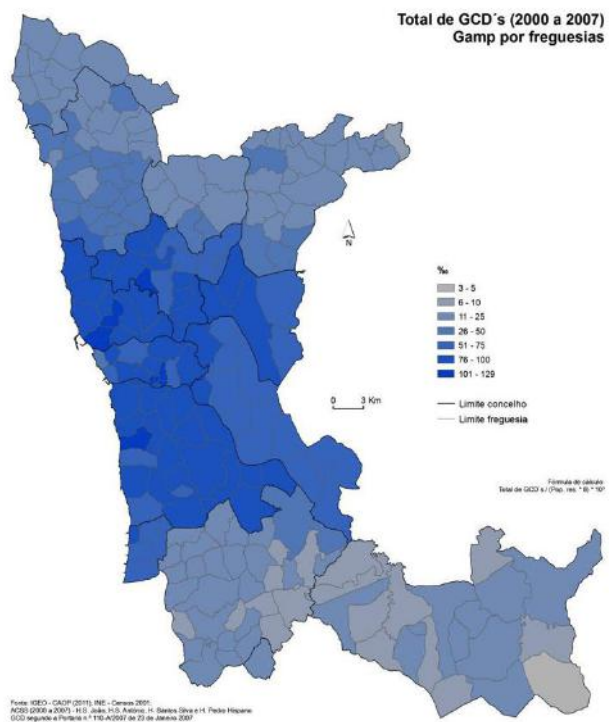 Total de GCD´s (2000 a 2007)
Gamp por freguesias
N
‰
3 - 5
6 - 10
11 - 25
26 - 50
51 - 75
76 - 100
101 - 129
0 3 Km
Limite concelho
Limite freguesia
Fórmula de cálculo
Total de GCD´s / (Pop. res. * 8) * 10³
Fonte: IGEO - CAOP (2011); INE - Censos 2001;
ACSS (2000 a 2007) - H.S. João, H.S. António, H. Santos Silva e H. Pedro Hispano
GCD segundo a Portaria n.º 110-A/2007 de 23 de Janeiro 2007